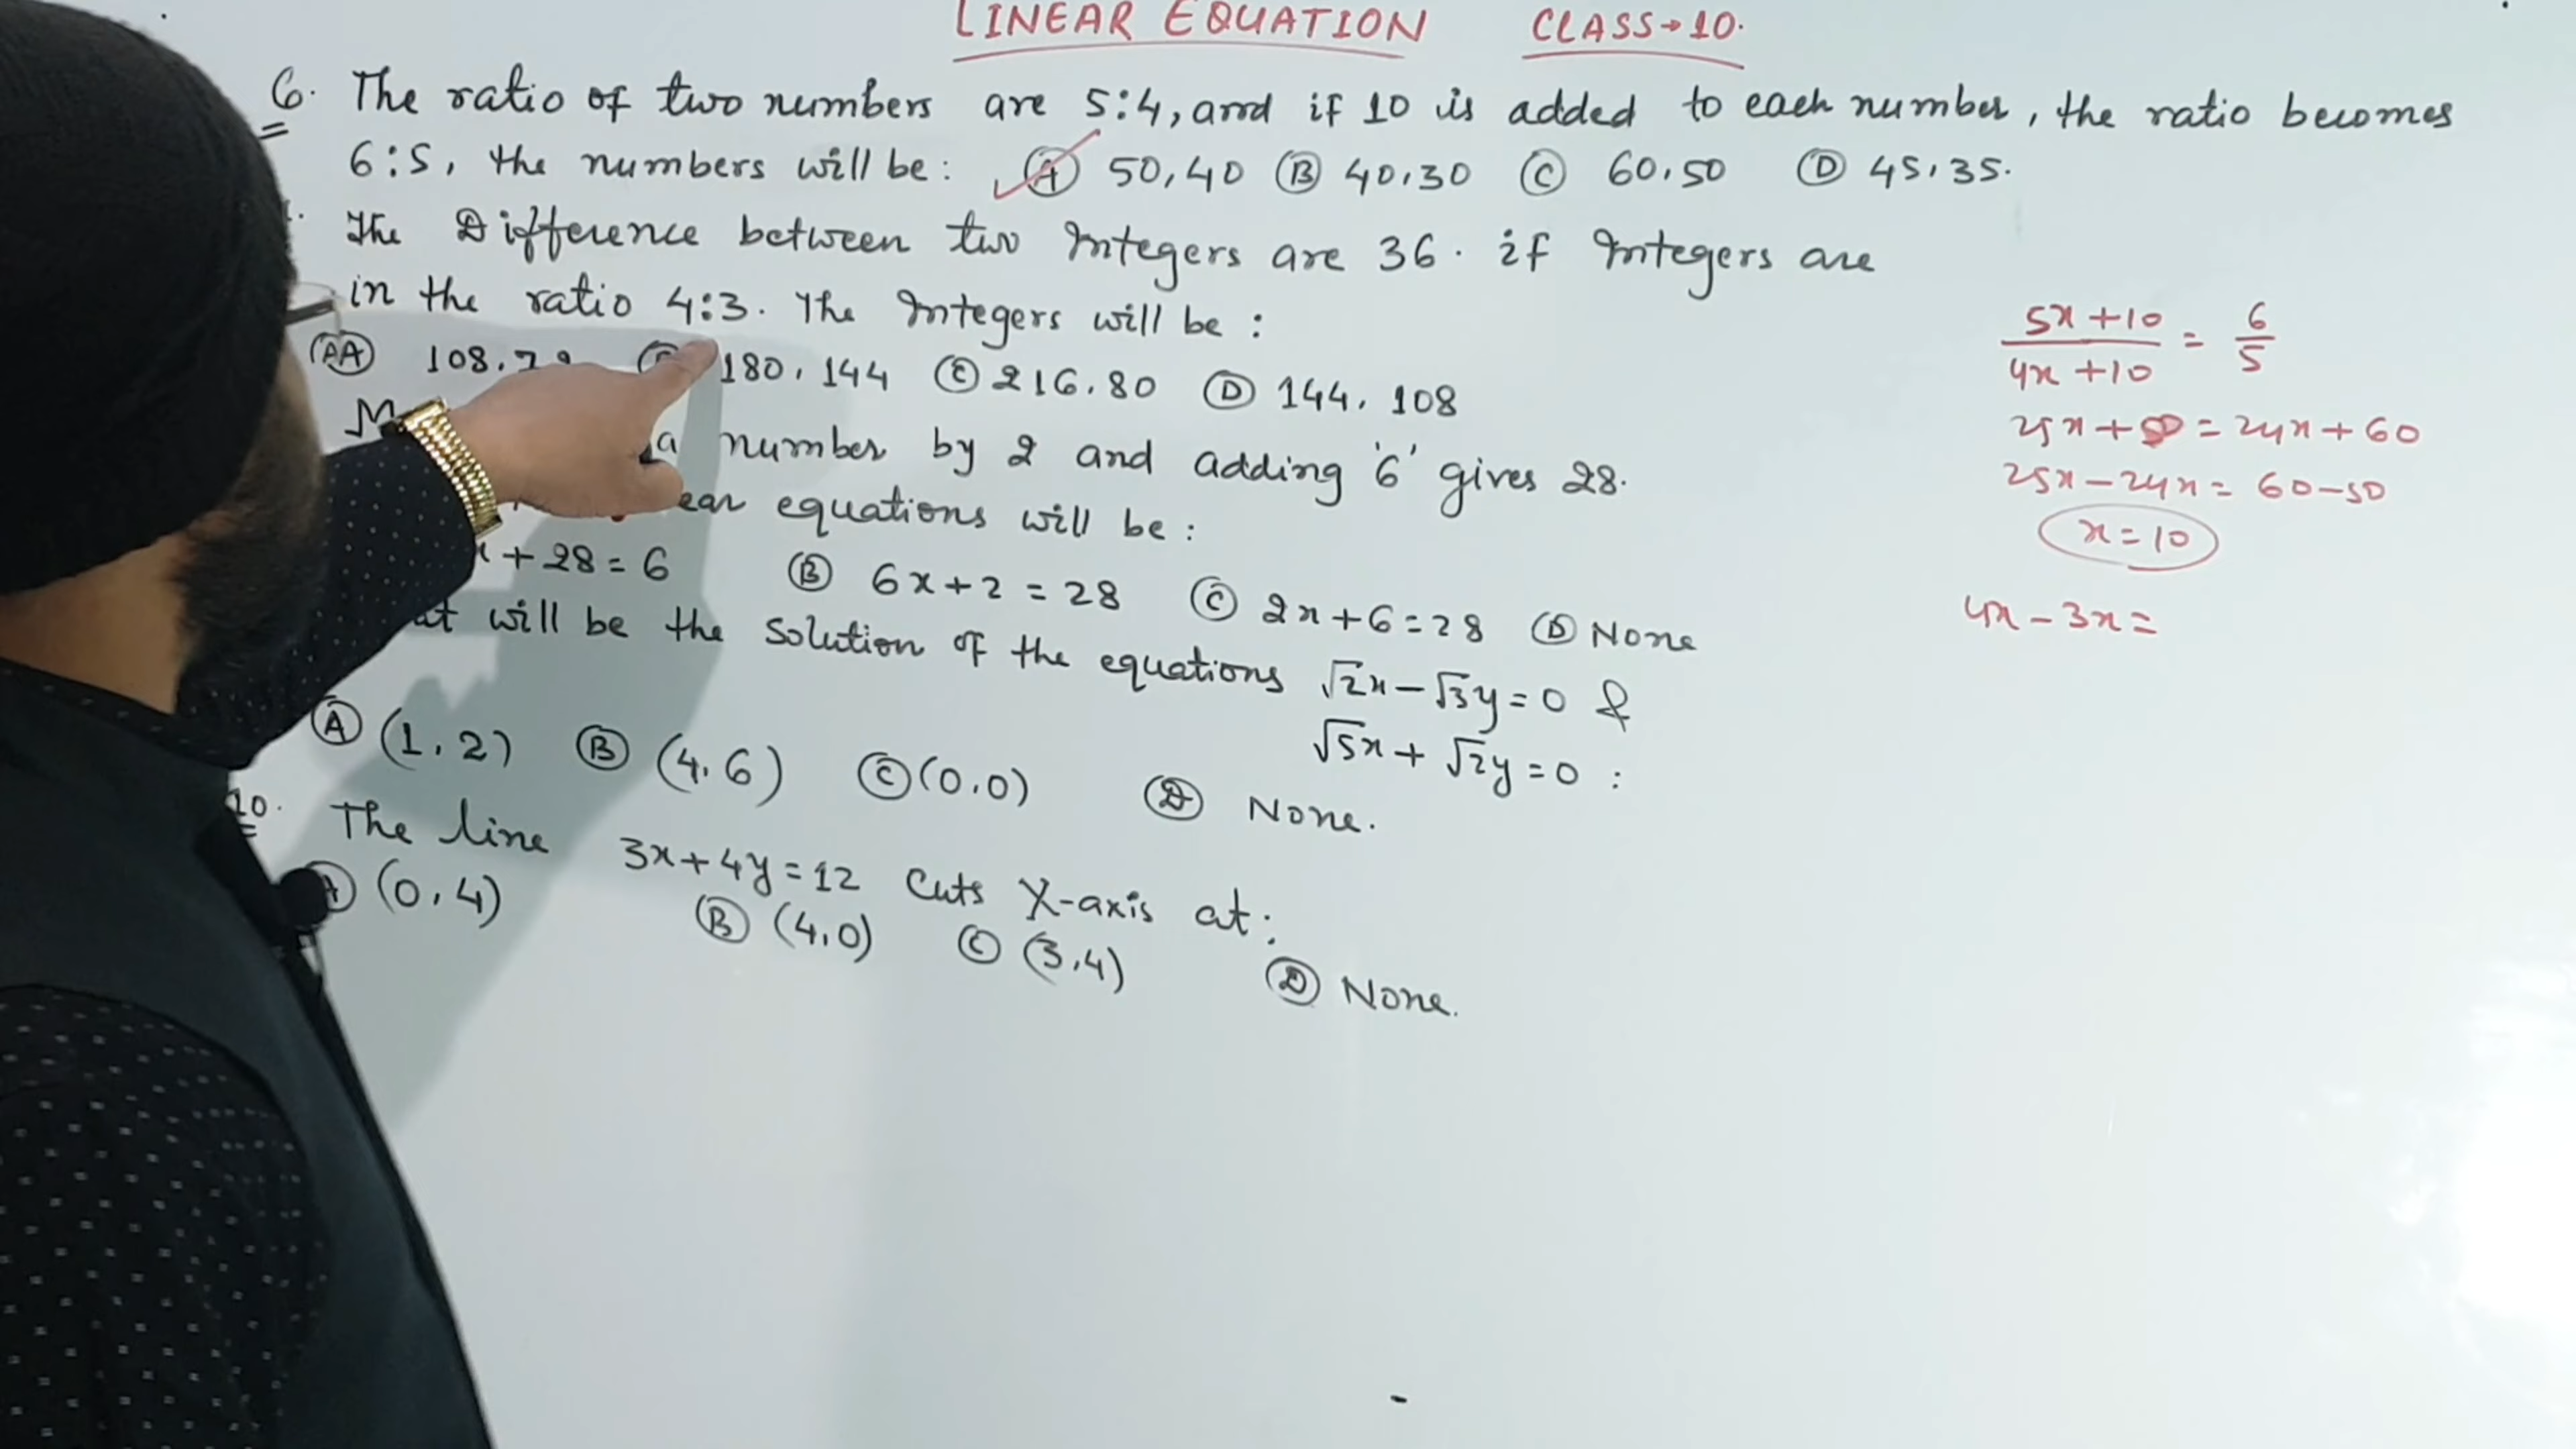 LINEAR EQUATION CLASS→10.
6. The ratio of two numbers are 5:4, and if 10 is added to each number, the ratio becomes
6:5, the numbers will be: Ⓐ 50,40 Ⓑ 40,30 Ⓒ 60,50 Ⓓ 45,35.
The Difference between two Integers are 36. if Integers are
in the ratio 4:3. The Integers will be:
108,7 180,144 Ⓒ 216,80 Ⓓ 144,108
a number by 2 and adding '6' gives 28.
equations will be:
+28=6 Ⓑ 6x+2=28 Ⓒ 2x+6=28 Ⓓ None
will be the solution of the equations √2x-√3y=0 &
√5x+√2y=0:
Ⓐ (1,2) Ⓑ (4,6) Ⓒ (0,0) Ⓓ None.
10. The line 3x+4y=12 cuts X-axis at:
Ⓐ (0,4) Ⓑ (4,0) Ⓒ (3,4) Ⓓ None.
5x+10 / 4x+10 = 6/5
25x+50=24x+60
25x-24x=60-50
x=10
4x-3x=